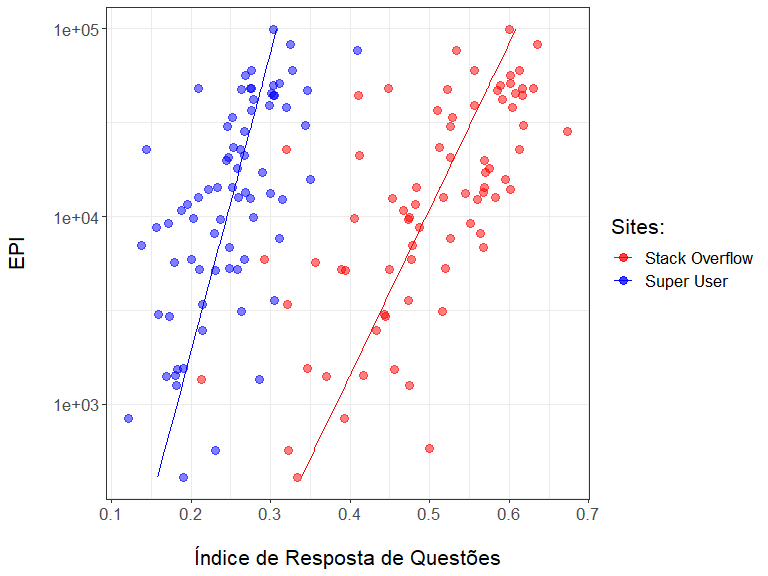 1e+05
1e+04
1e+03
EPI
0.1 0.2 0.3 0.4 0.5 0.6 0.7
Índice de Resposta de Questões
Sites:
Stack Overflow
Super User